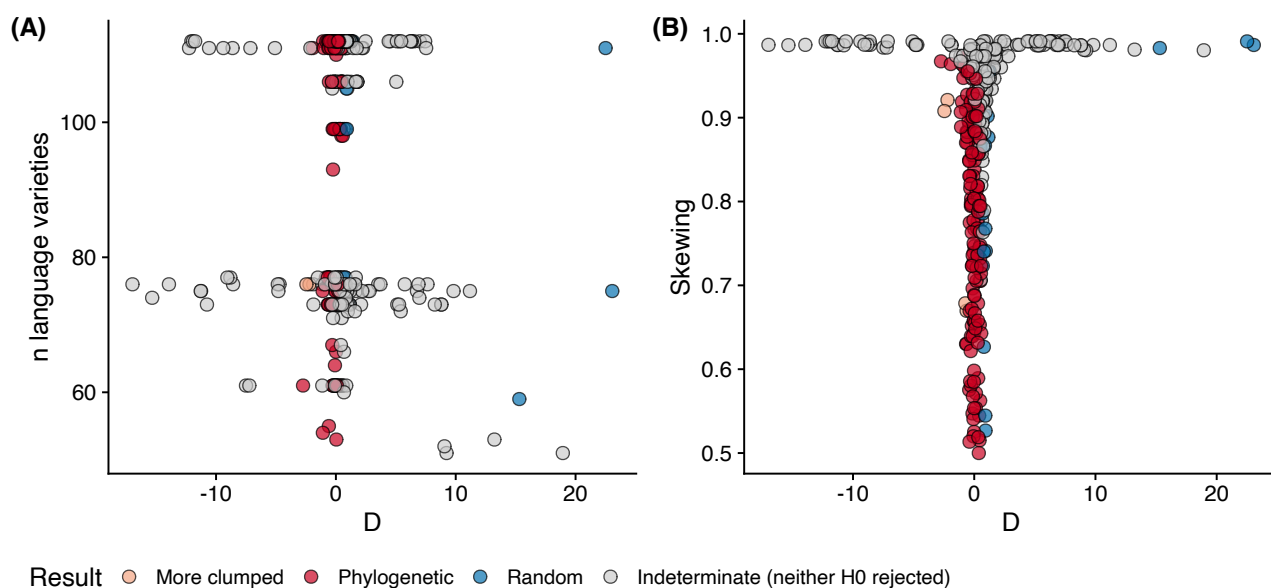 (A)
n language varieties
100
80
60
-10
0
10
20
D
(B)
Skewing
1.0
0.9
0.8
0.7
0.6
0.5
-10
0
10
20
D
Result More clumped Phylogenetic Random Indeterminate (neither H0 rejected)